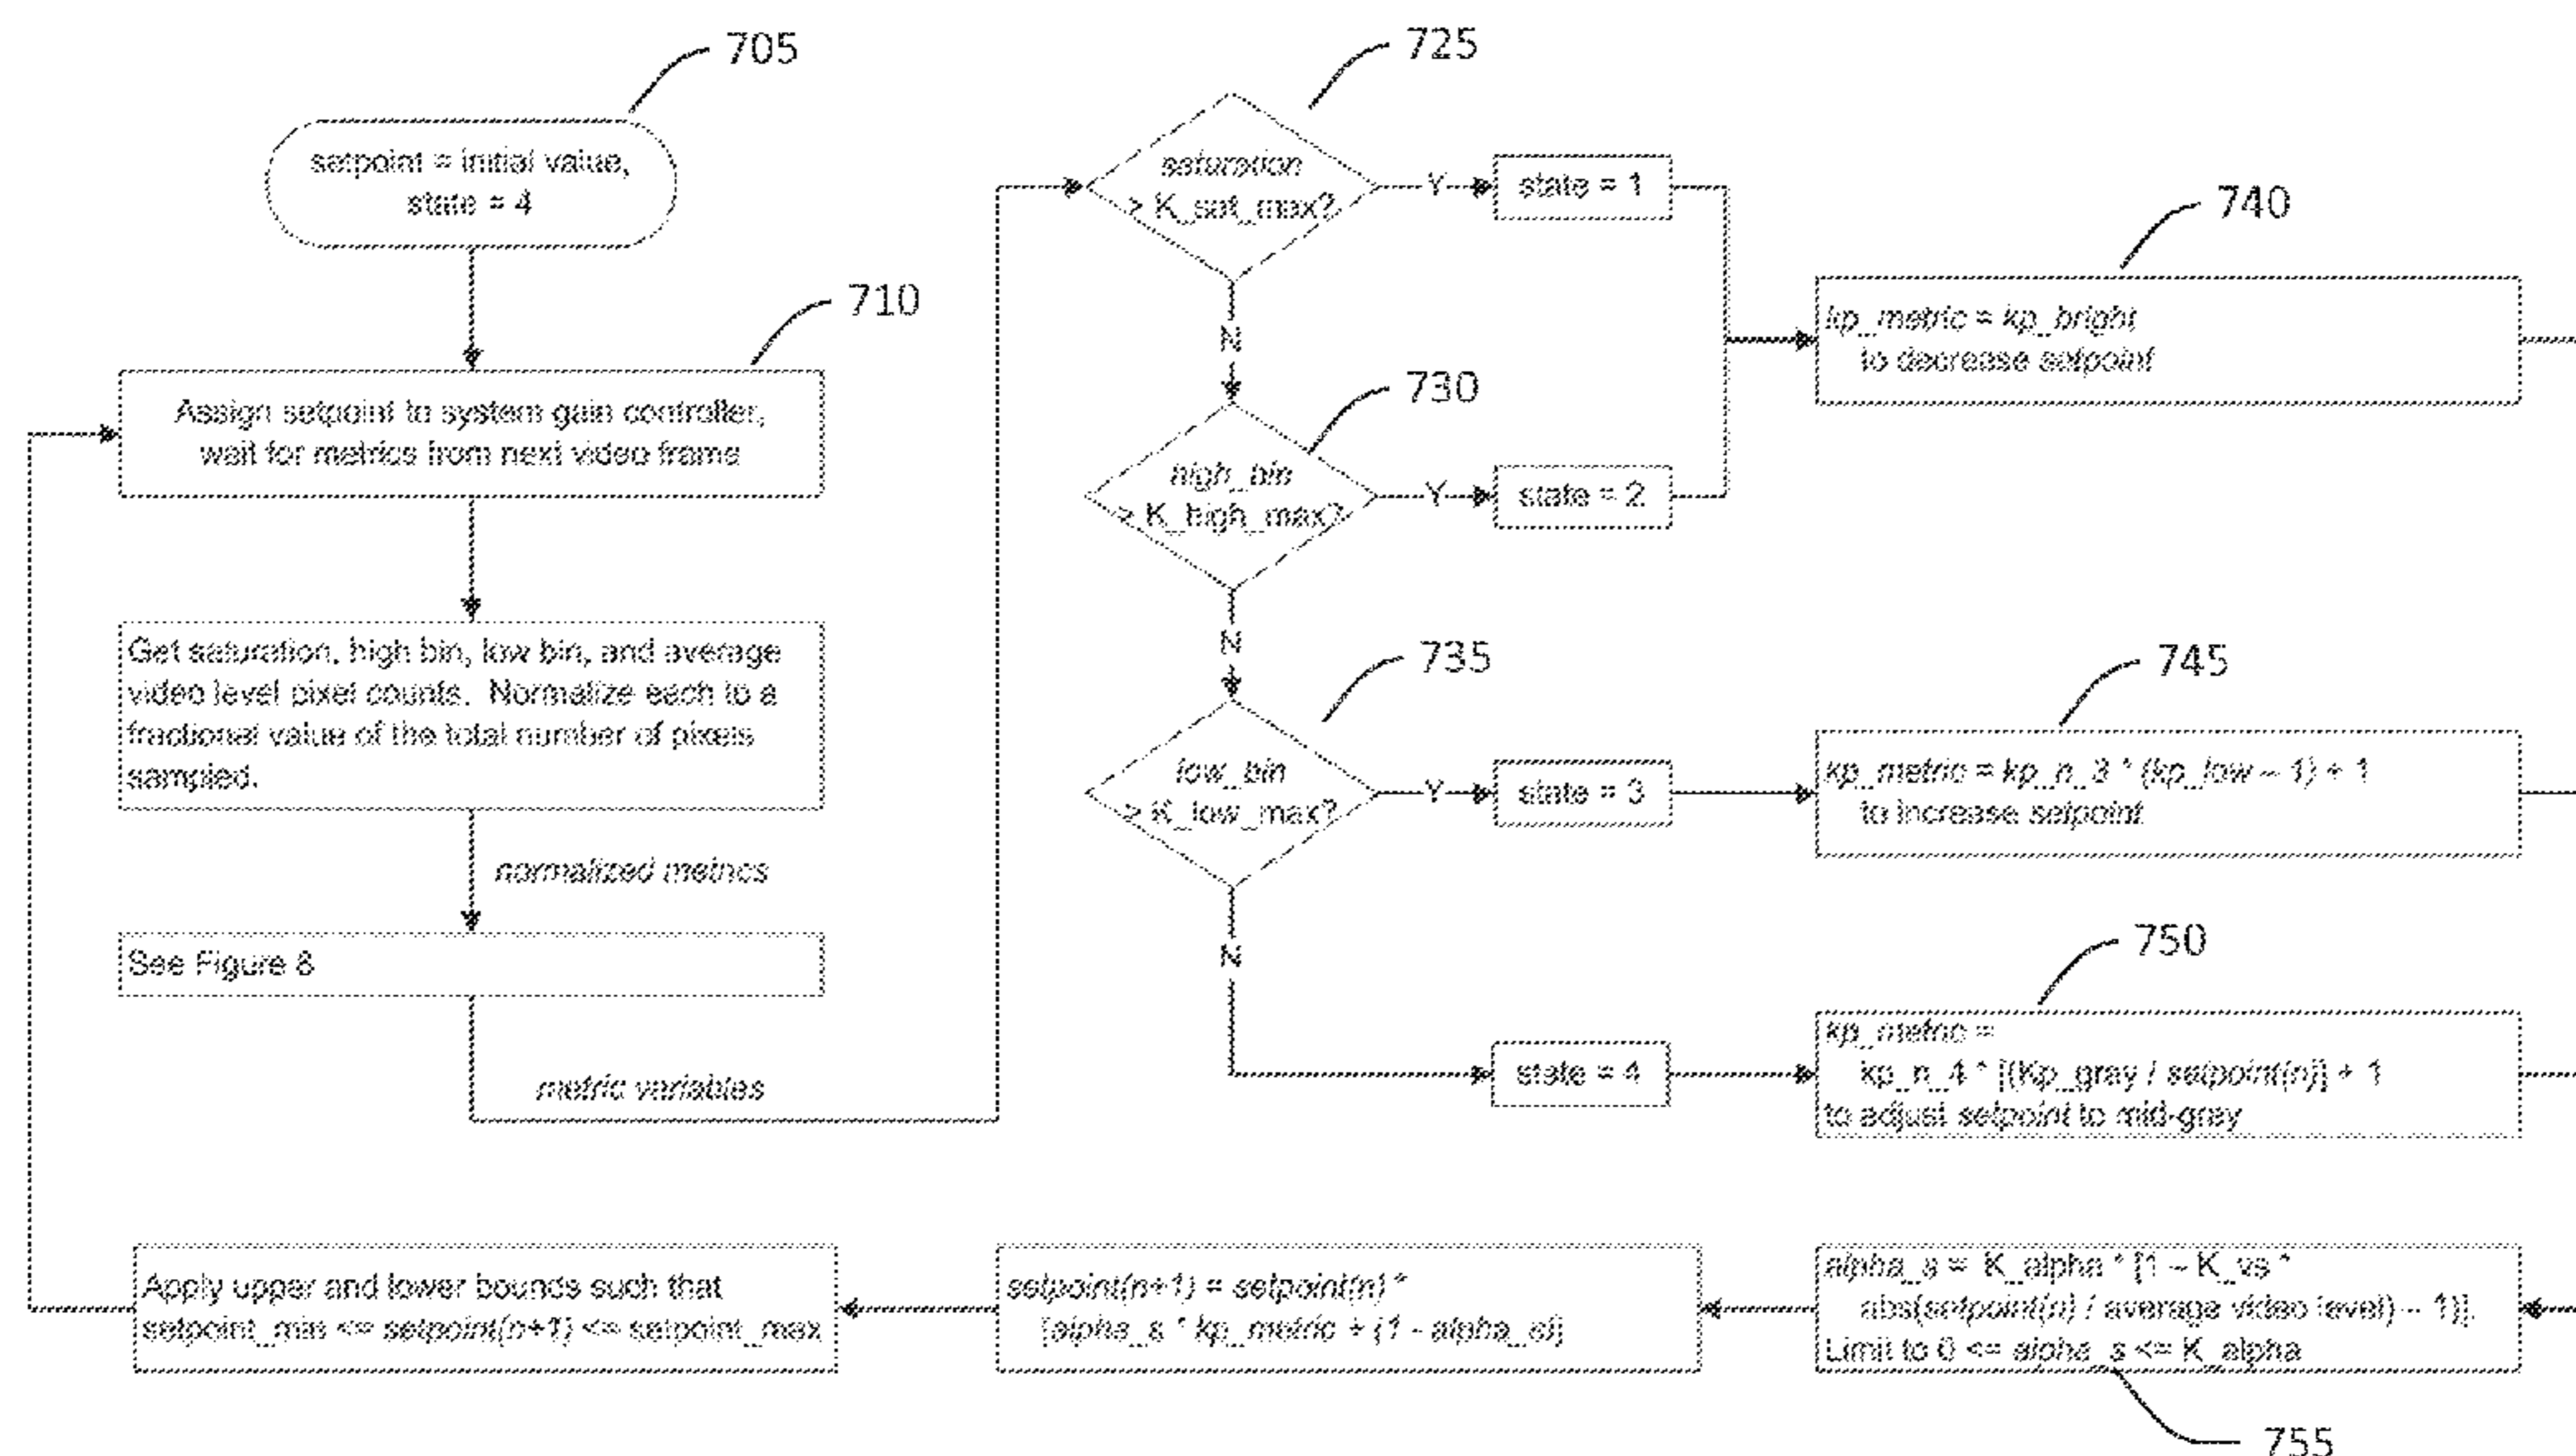 705
setpoint = initial value,
state = 4
710
Assign setpoint to system gain controller,
wait for metrics from next video frame
Get saturation, high bin, low bin, and average
video level pixel counts. Normalize each to a
fractional value of the total number of pixels
sampled.
normalized metrics
See Figure 8
metric variables
725
saturation
> K_sat_max?
Y
state = 1
N
730
high_bin
> K_high_max?
Y
state = 2
N
735
low_bin
> K_low_max?
Y
state = 3
N
state = 4
740
kp_metric = kp_bright
to decrease setpoint
745
kp_metric = kp_n_3 * (kp_low – 1) + 1
to increase setpoint
750
kp_metric =
kp_n_4 * [(Kp_gray / setpoint(n)] + 1
to adjust setpoint to mid-gray
alpha_s = K_alpha * [1 – K_vs *
abs(setpoint(n) / average video level) – 1)].
Limit to 0 <= alpha_s <= K_alpha
755
setpoint(n+1) = setpoint(n) *
[alpha_s * kp_metric + (1 - alpha_s)]
Apply upper and lower bounds such that
setpoint_min <= setpoint(n+1) <= setpoint_max